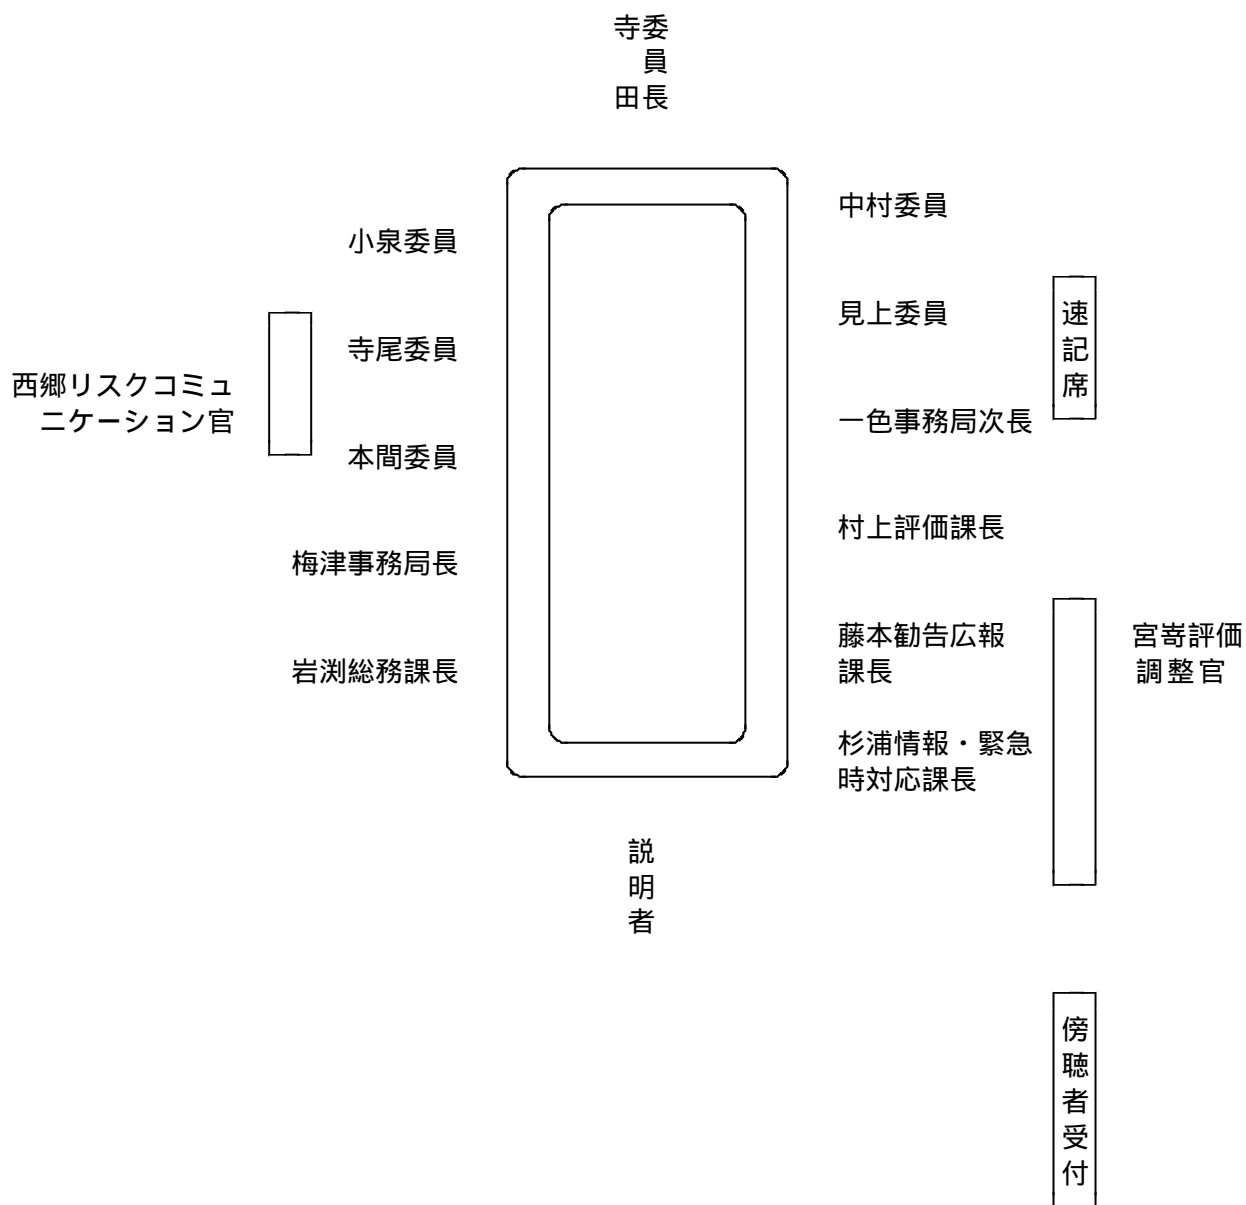 寺田
委員長
中村委員
小泉委員
見上委員
速記席
寺尾委員
西郷リスクコミュ
ニケーション官
一色事務局次長
本間委員
村上評価課長
梅津事務局長
藤本勧告広報
課長
宮嵜評価
調整官
岩渕総務課長
杉浦情報・緊急
時対応課長
説明者
傍聴者受付